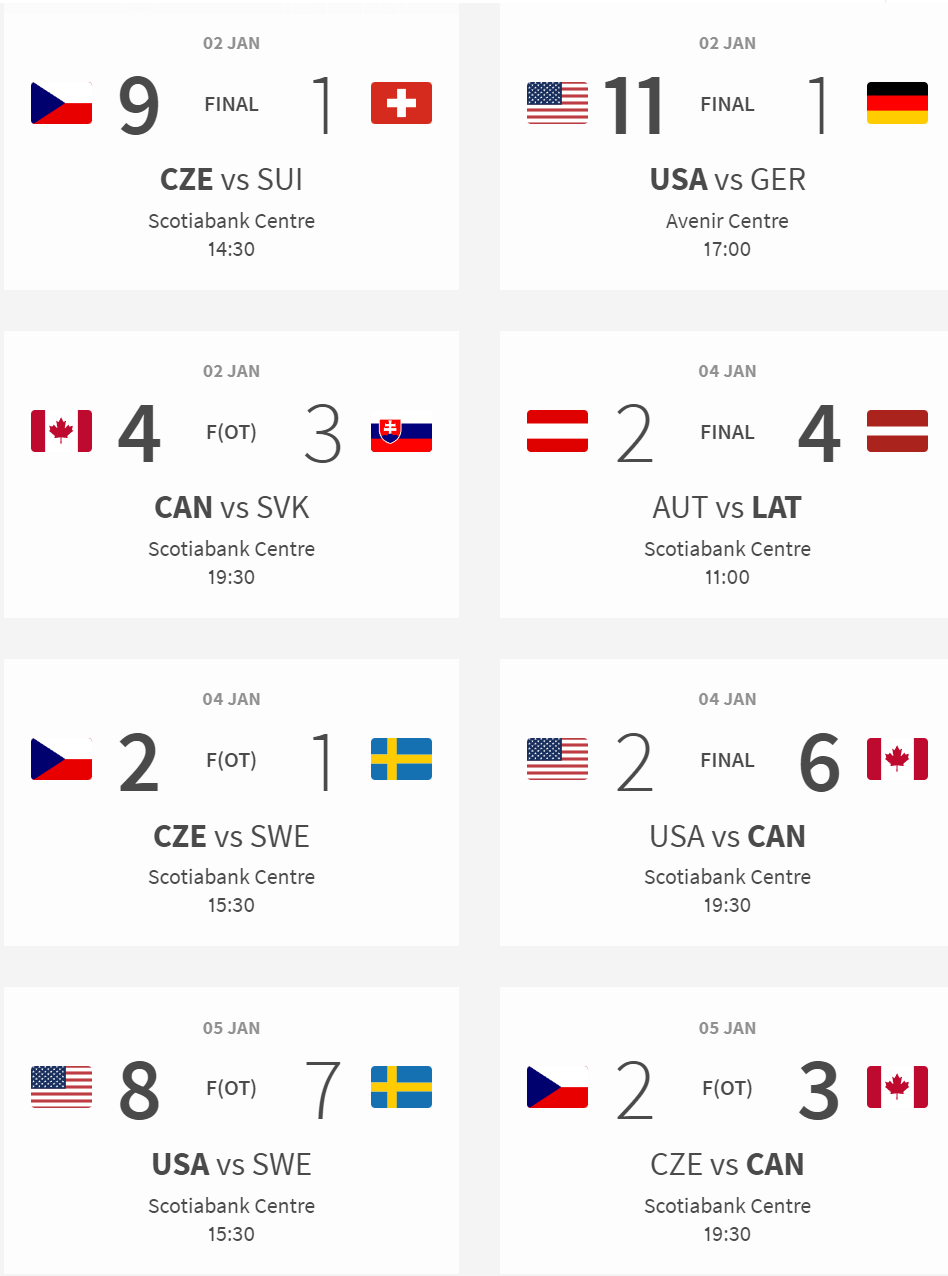 02 JAN
9 FINAL 1
CZE vs SUI
Scotiabank Centre
14:30
02 JAN
11 FINAL 1
USA vs GER
Avenir Centre
17:00
02 JAN
4 F(OT) 3
CAN vs SVK
Scotiabank Centre
19:30
04 JAN
2 FINAL 4
AUT vs LAT
Scotiabank Centre
11:00
04 JAN
2 F(OT) 1
CZE vs SWE
Scotiabank Centre
15:30
04 JAN
2 FINAL 6
USA vs CAN
Scotiabank Centre
19:30
05 JAN
8 F(OT) 7
USA vs SWE
Scotiabank Centre
15:30
05 JAN
2 F(OT) 3
CZE vs CAN
Scotiabank Centre
19:30